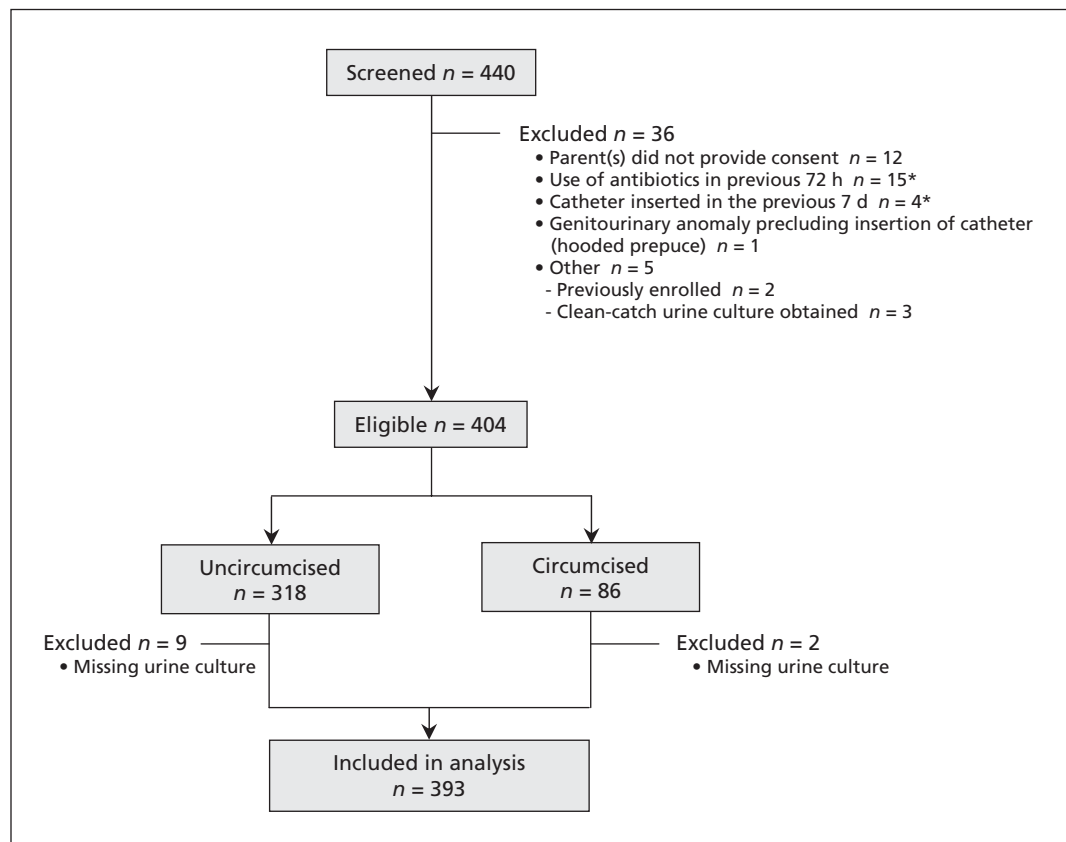 Screened n = 440
Excluded n = 36
• Parent(s) did not provide consent n = 12
• Use of antibiotics in previous 72 h n = 15*
• Catheter inserted in the previous 7 d n = 4*
• Genitourinary anomaly precluding insertion of catheter
(hooded prepuce) n = 1
• Other n = 5
- Previously enrolled n = 2
- Clean-catch urine culture obtained n = 3
Eligible n = 404
Uncircumcised
n = 318
Circumcised
n = 86
Excluded n = 9
• Missing urine culture
Excluded n = 2
• Missing urine culture
Included in analysis
n = 393